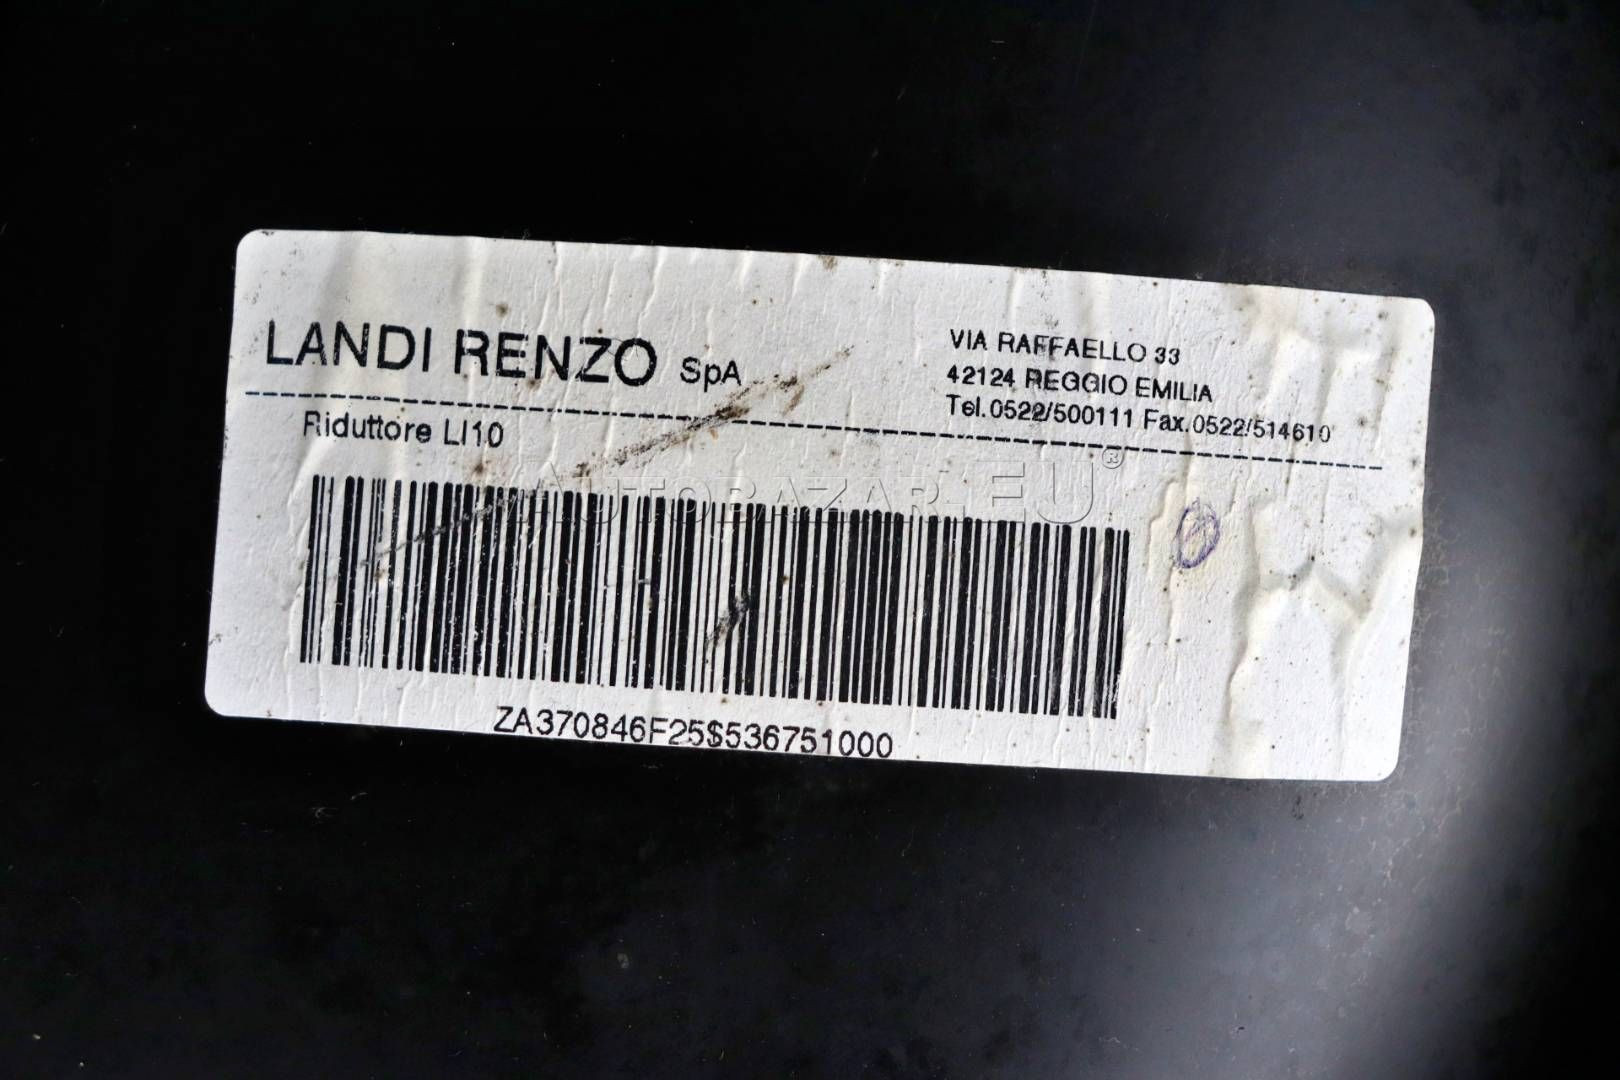 LANDI RENZO SpA
VIA RAFFAELLO 33
42124 REGGIO EMILIA
Tel.0522/500111 Fax.0522/514610
Riduttore LI10
AUTOBAZAR.EU®
ZA370846F25$536751000